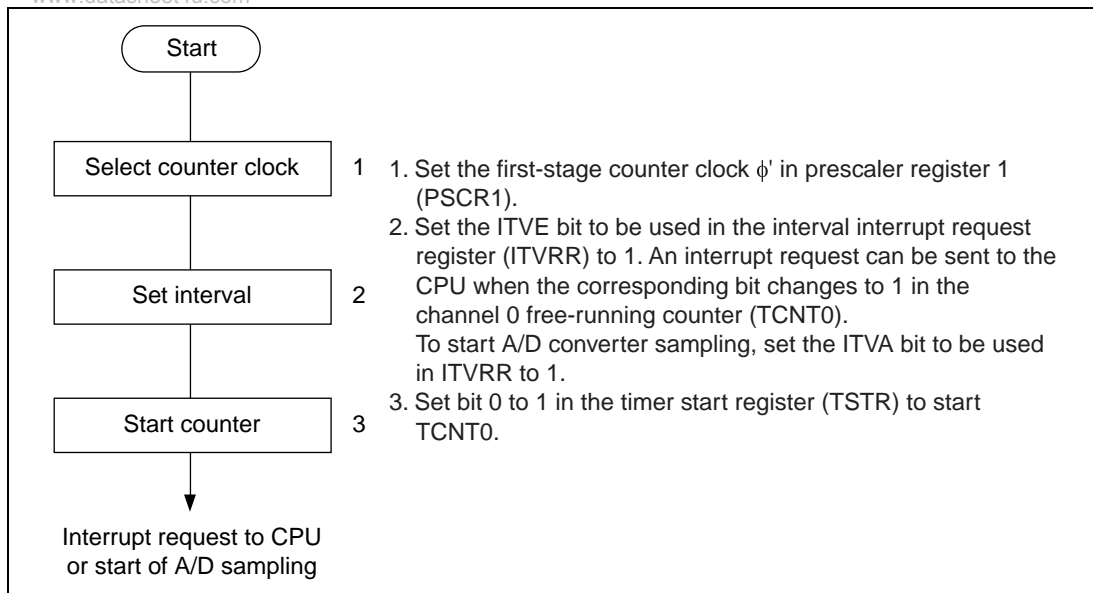 Start
Select counter clock 1
Set interval 2
Start counter 3
Interrupt request to CPU
or start of A/D sampling
1. Set the first-stage counter clock ϕ' in prescaler register 1
(PSCR1).
2. Set the ITVE bit to be used in the interval interrupt request
register (ITVRR) to 1. An interrupt request can be sent to the
CPU when the corresponding bit changes to 1 in the
channel 0 free-running counter (TCNT0).
To start A/D converter sampling, set the ITVA bit to be used
in ITVRR to 1.
3. Set bit 0 to 1 in the timer start register (TSTR) to start
TCNT0.